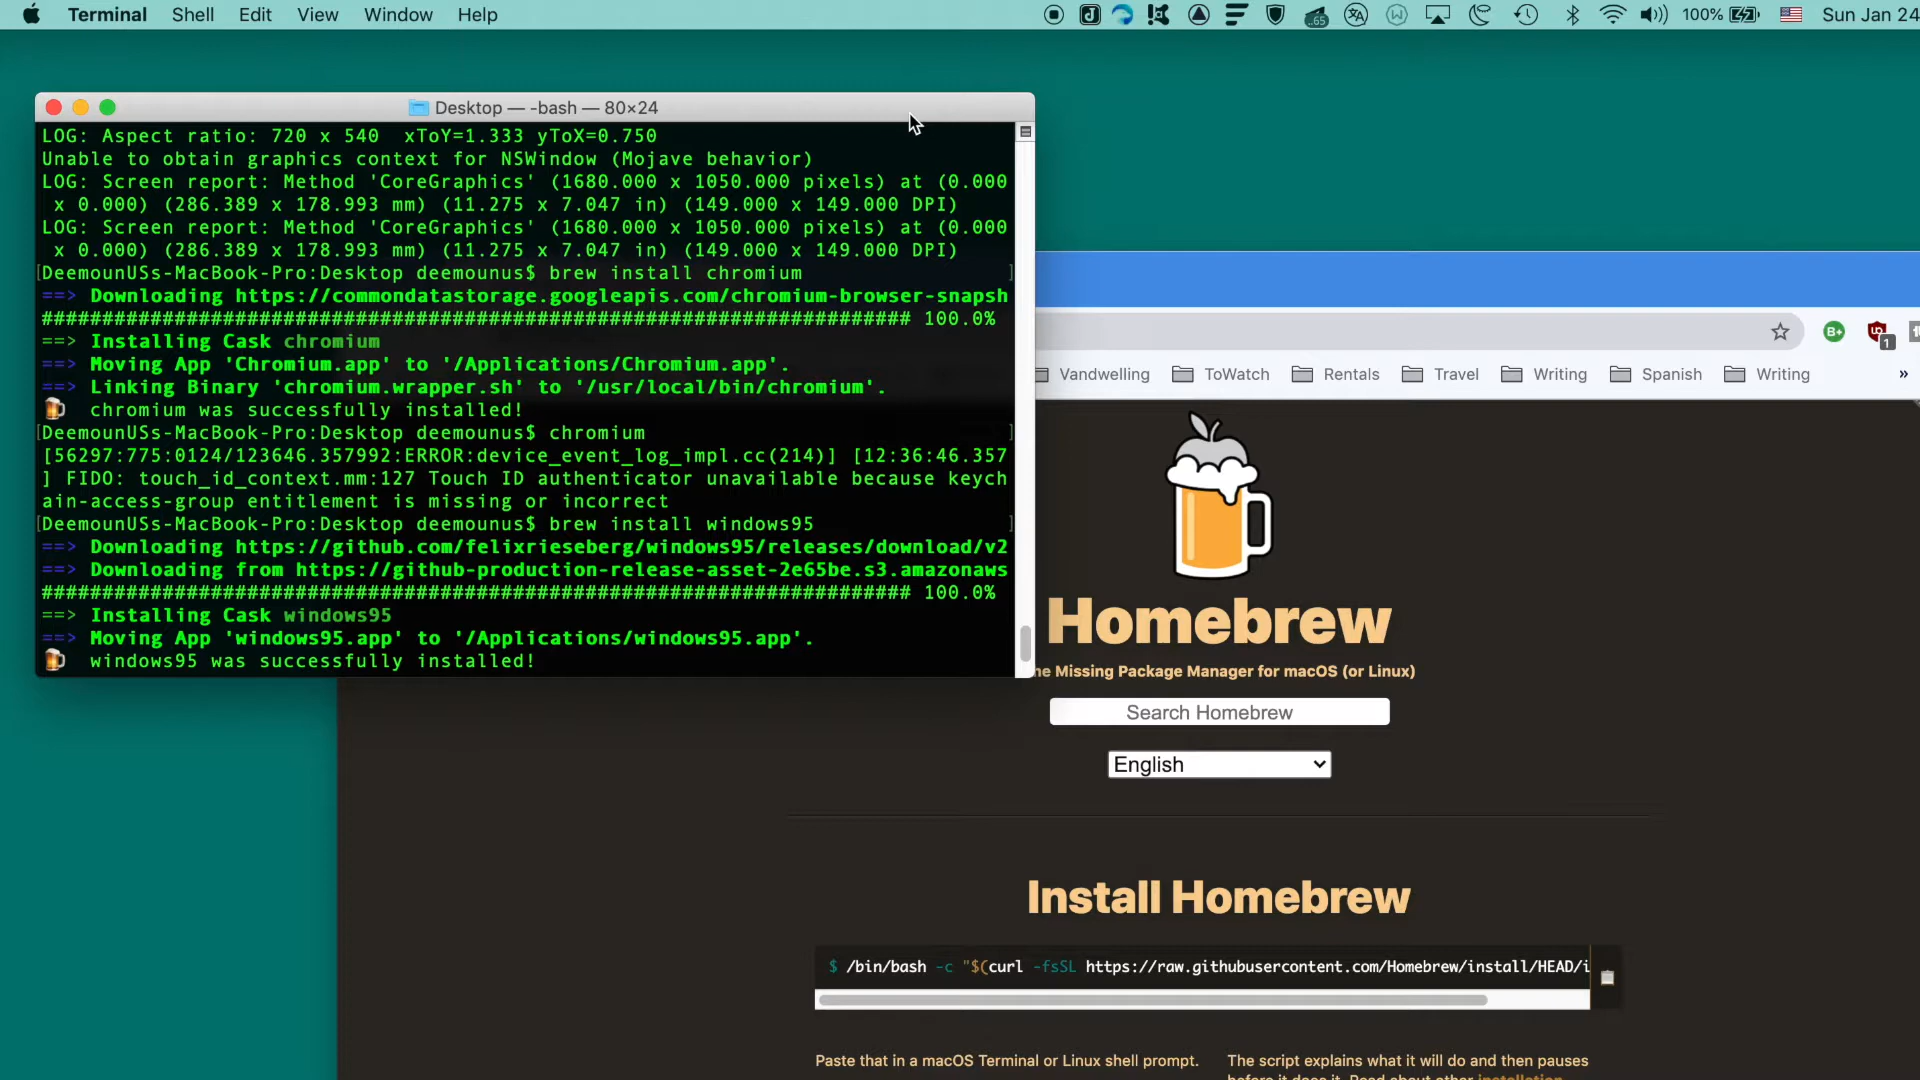 Terminal Shell Edit View Window Help
..65
100%
Sun Jan 24
Desktop — -bash — 80×24
LOG: Aspect ratio: 720 x 540  xToY=1.333 yToX=0.750
Unable to obtain graphics context for NSWindow (Mojave behavior)
LOG: Screen report: Method 'CoreGraphics' (1680.000 x 1050.000 pixels) at (0.000
 x 0.000) (286.389 x 178.993 mm) (11.275 x 7.047 in) (149.000 x 149.000 DPI)
LOG: Screen report: Method 'CoreGraphics' (1680.000 x 1050.000 pixels) at (0.000
 x 0.000) (286.389 x 178.993 mm) (11.275 x 7.047 in) (149.000 x 149.000 DPI)
[DeemounUSs-MacBook-Pro:Desktop deemounus$ brew install chromium ]
==> Downloading https://commondatastorage.googleapis.com/chromium-browser-snapsh
######################################################################## 100.0%
==> Installing Cask chromium
==> Moving App 'Chromium.app' to '/Applications/Chromium.app'.
==> Linking Binary 'chromium.wrapper.sh' to '/usr/local/bin/chromium'.
🍺  chromium was successfully installed!
[DeemounUSs-MacBook-Pro:Desktop deemounus$ chromium ]
[56297:775:0124/123646.357992:ERROR:device_event_log_impl.cc(214)] [12:36:46.357
] FIDO: touch_id_context.mm:127 Touch ID authenticator unavailable because keych
ain-access-group entitlement is missing or incorrect
[DeemounUSs-MacBook-Pro:Desktop deemounus$ brew install windows95 ]
==> Downloading https://github.com/felixrieseberg/windows95/releases/download/v2
==> Downloading from https://github-production-release-asset-2e65be.s3.amazonaws
######################################################################## 100.0%
==> Installing Cask windows95
==> Moving App 'windows95.app' to '/Applications/windows95.app'.
🍺  windows95 was successfully installed!
B+
1
Vandwelling ToWatch Rentals Travel Writing Spanish Writing »
Homebrew
he Missing Package Manager for macOS (or Linux)
Search Homebrew
English
Install Homebrew
$ /bin/bash -c "$(curl -fsSL https://raw.githubusercontent.com/Homebrew/install/HEAD/i
Paste that in a macOS Terminal or Linux shell prompt.
The script explains what it will do and then pauses
before it does it. Read about other installation